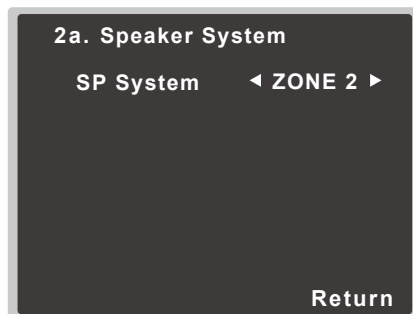 2a. Speaker System
SP System ◄ ZONE 2 ►
Return